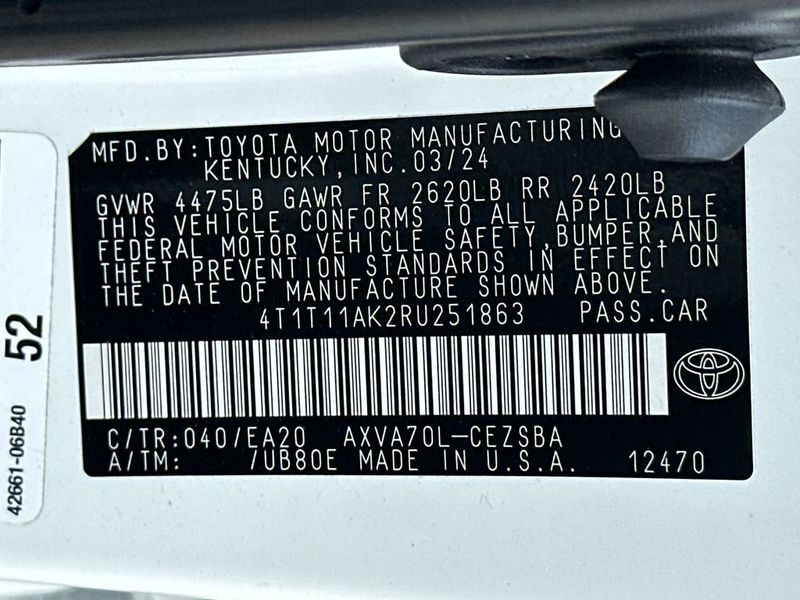 MFD.BY: TOYOTA MOTOR MANUFACTURING
KENTUCKY, INC. 03/24
GVWR 4475LB GAWR FR 2620LB RR 2420LB
THIS VEHICLE CONFORMS TO ALL APPLICABLE
FEDERAL MOTOR VEHICLE SAFETY, BUMPER, AND
THEFT PREVENTION STANDARDS IN EFFECT ON
THE DATE OF MANUFACTURE SHOWN ABOVE.
4T1T11AK2RU251863 PASS.CAR
C/TR: 040/EA20 AXVA70L-CEZSBA
A/TM: /UB80E MADE IN U.S.A. 12470
52
42661-06B40